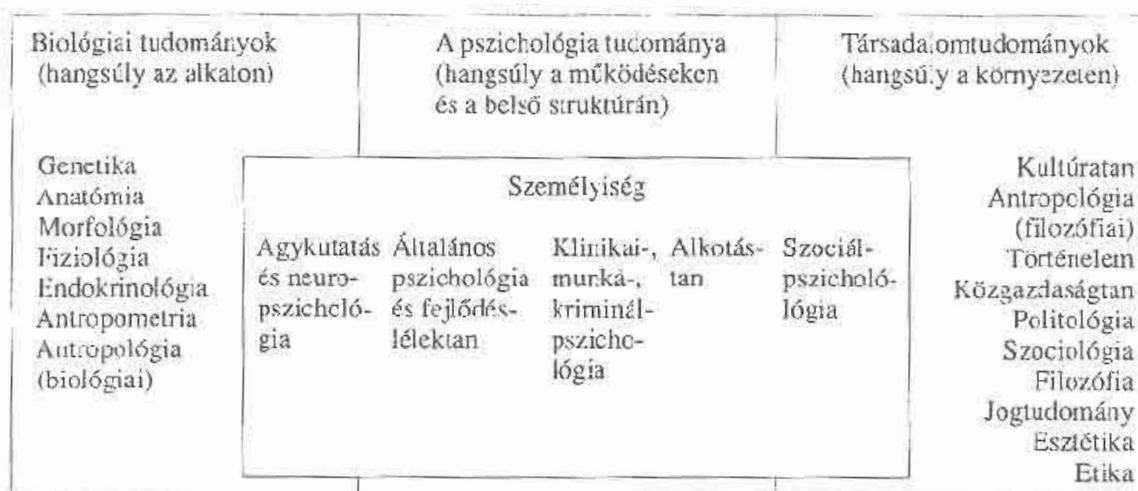 Biológiai tudományok
(hangsúly az alkaton)
A pszichológia tudománya
(hangsúly a működéseken
és a belső struktúrán)
Társadalomtudományok
(hangsúly a környezeten)
Genetika
Anatómia
Morfológia
Fiziológia
Endokrinológia
Antropometria
Antropológia
(biológiai)
Személyiség
Agykutatás
és neuro-
pszicholó-
gia
Általános
pszichológia
és fejlődés-
lélektan
Klinikai-,
munka-,
kriminál-
pszicho-
lógia
Alkotás-
tan
Szociál-
pszicholó-
lógia
Kultúratan
Antropológia
(filozófiai)
Történelem
Közgazdaságtan
Politológia
Szociológia
Filozófia
Jogtudomány
Esztétika
Etika